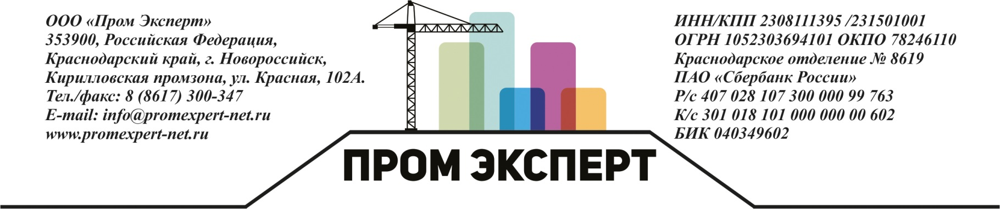 ООО «Пром Эксперт»
353900, Российская Федерация,
Краснодарский край, г. Новороссийск,
Кирилловская промзона, ул. Красная, 102А.
Тел./факс: 8 (8617) 300-347
E-mail: info@promexpert-net.ru
www.promexpert-net.ru
ПРОМ ЭКСПЕРТ
ИНН/КПП 2308111395 /231501001
ОГРН 1052303694101 ОКПО 78246110
Краснодарское отделение № 8619
ПАО «Сбербанк России»
Р/с 407 028 107 300 000 99 763
К/с 301 018 101 000 000 00 602
БИК 040349602